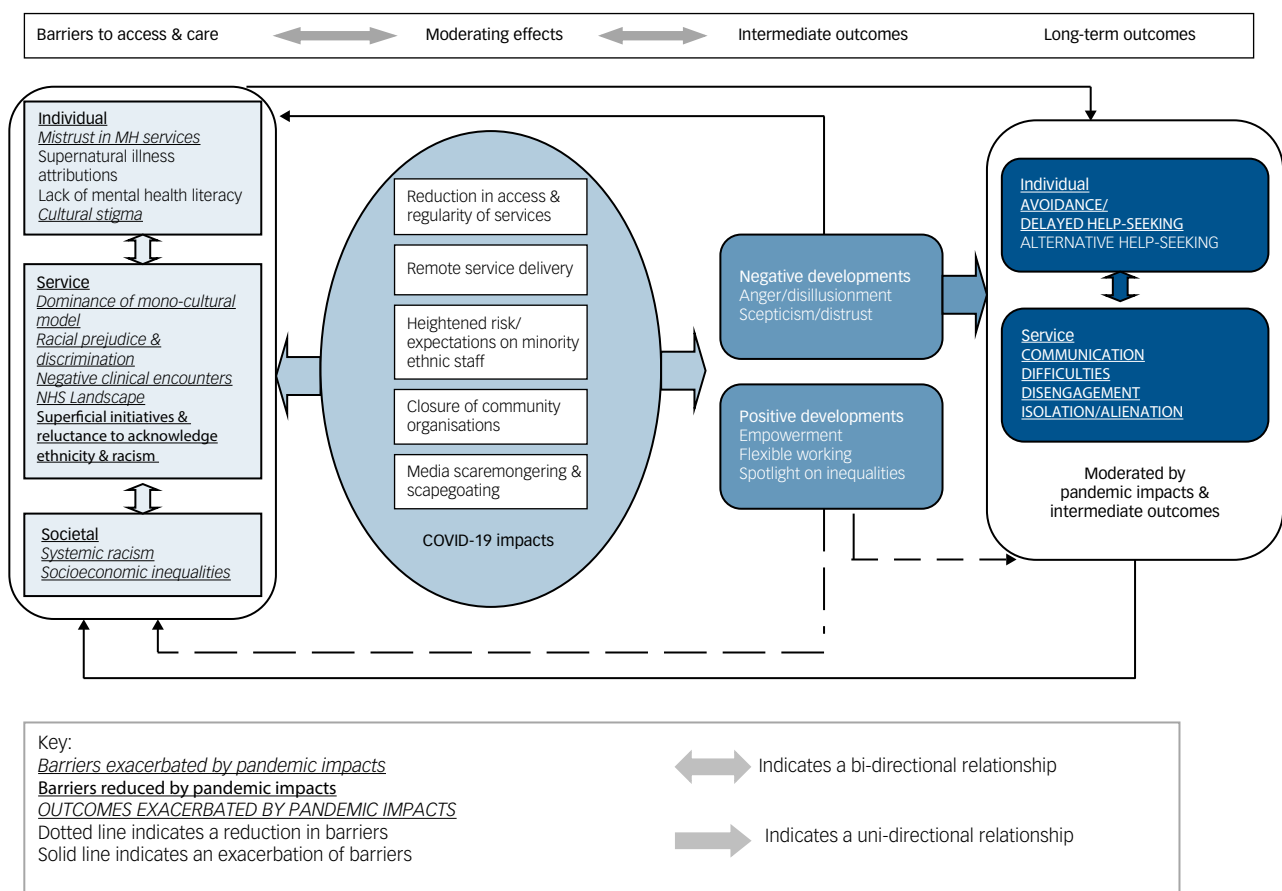 Barriers to access & care
Moderating effects
Intermediate outcomes
Long-term outcomes
Individual
Mistrust in MH services
Supernatural illness
attributions
Lack of mental health literacy
Cultural stigma
Service
Dominance of mono-cultural
model
Racial prejudice &
discrimination
Negative clinical encounters
NHS Landscape
Superficial initiatives &
reluctance to acknowledge
ethnicity & racism
Societal
Systemic racism
Socioeconomic inequalities
Reduction in access &
regularity of services
Remote service delivery
Heightened risk/
expectations on minority
ethnic staff
Closure of community
organisations
Media scaremongering &
scapegoating
COVID-19 impacts
Negative developments
Anger/disillusionment
Scepticism/distrust
Positive developments
Empowerment
Flexible working
Spotlight on inequalities
Individual
AVOIDANCE/
DELAYED HELP-SEEKING
ALTERNATIVE HELP-SEEKING
Service
COMMUNICATION
DIFFICULTIES
DISENGAGEMENT
ISOLATION/ALIENATION
Moderated by
pandemic impacts &
intermediate outcomes
Key:
Barriers exacerbated by pandemic impacts
Barriers reduced by pandemic impacts
OUTCOMES EXACERBATED BY PANDEMIC IMPACTS
Dotted line indicates a reduction in barriers
Solid line indicates an exacerbation of barriers
Indicates a bi-directional relationship
Indicates a uni-directional relationship